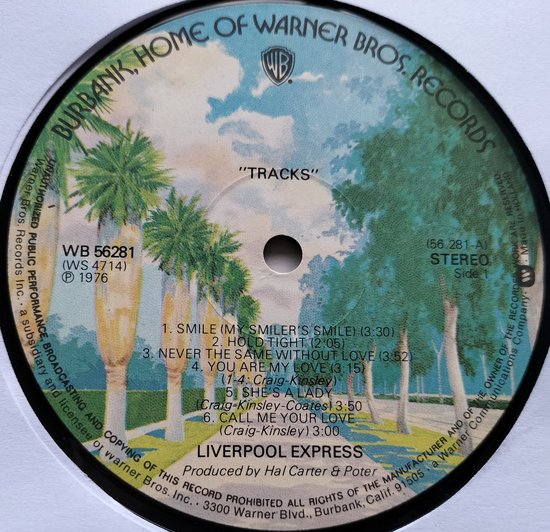 BURBANK, HOME OF WARNER BROS. RECORDS
WB
"TRACKS"
WB 56281
(WS 4714)
Ⓟ 1976
(56.281-A)
STEREO
Side 1
1. SMILE (MY SMILER'S SMILE) (3:30)
2. HOLD TIGHT (2:05)
3. NEVER THE SAME WITHOUT LOVE (3:52)
4. YOU ARE MY LOVE (3:15)
(1-4: Craig-Kinsley)
5. SHE'S A LADY
(Craig-Kinsley-Coates) 3:50
6. CALL ME YOUR LOVE
(Craig-Kinsley) 3:00
LIVERPOOL EXPRESS
Produced by Hal Carter & Poter
UNAUTHORIZED PUBLIC PERFORMANCE BROADCASTING AND COPYING OF THIS RECORD PROHIBITED ALL RIGHTS OF THE MANUFACTURER AND OF THE OWNER OF THE RECORDED WORK ARE RESERVED
Warner Bros. Records Inc. · a subsidiary and licensee of Warner Bros. Inc. · 3300 Warner Blvd., Burbank, Calif. 91505 · a Warner Communications Company